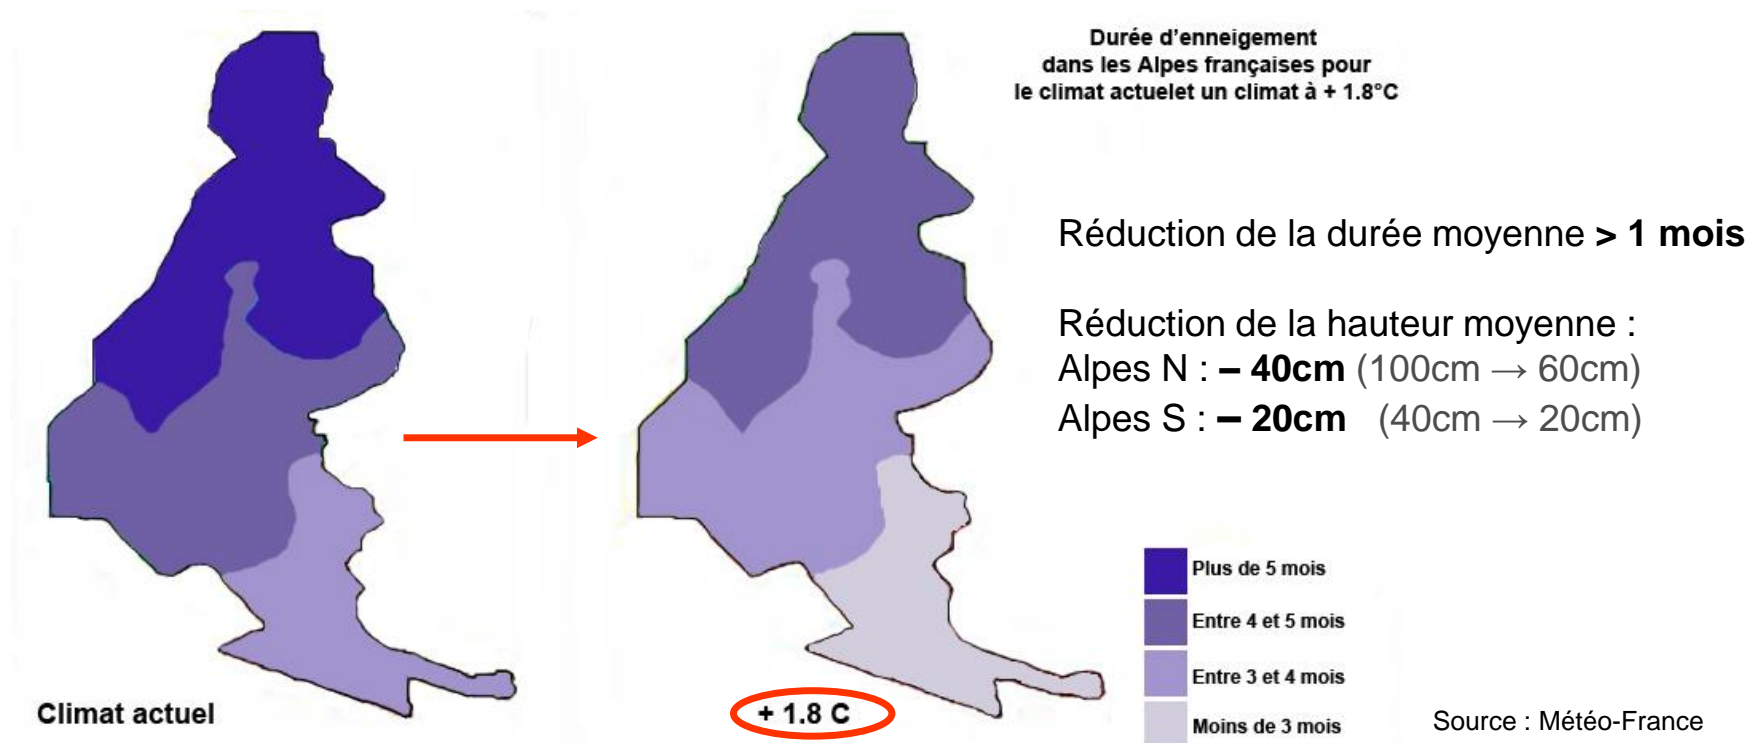 Durée d'enneigement
dans les Alpes françaises pour
le climat actuelet un climat à + 1.8°C
Réduction de la durée moyenne > 1 mois
Réduction de la hauteur moyenne :
Alpes N : – 40cm (100cm → 60cm)
Alpes S : – 20cm (40cm → 20cm)
Plus de 5 mois
Entre 4 et 5 mois
Entre 3 et 4 mois
Moins de 3 mois
Climat actuel
+ 1.8 C
Source : Météo-France